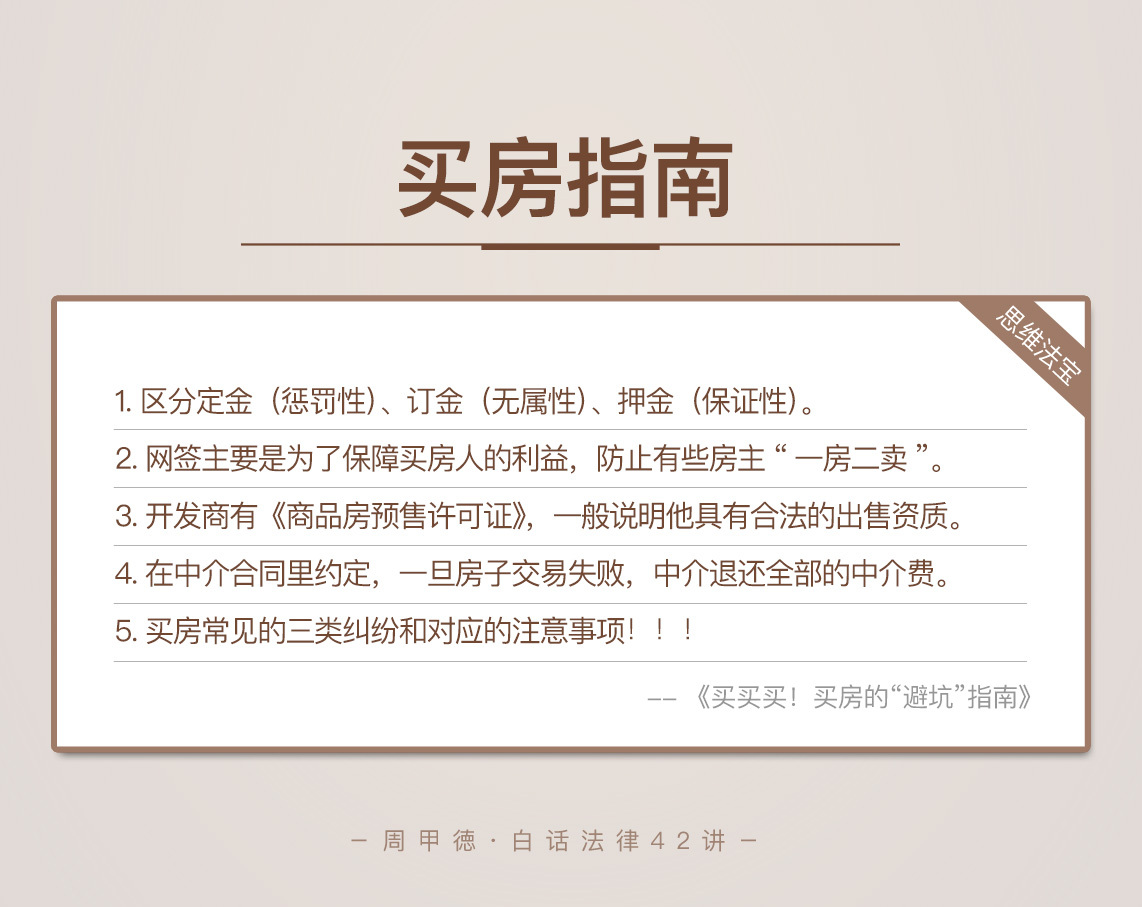 买房指南
思维法宝
1. 区分定金（惩罚性）、订金（无属性）、押金（保证性）。
2. 网签主要是为了保障买房人的利益，防止有些房主 “ 一房二卖 ”。
3. 开发商有《商品房预售许可证》，一般说明他具有合法的出售资质。
4. 在中介合同里约定，一旦房子交易失败，中介退还全部的中介费。
5. 买房常见的三类纠纷和对应的注意事项！！！
-- 《买买买！买房的“避坑”指南》
- 周甲德·白话法律42讲 -